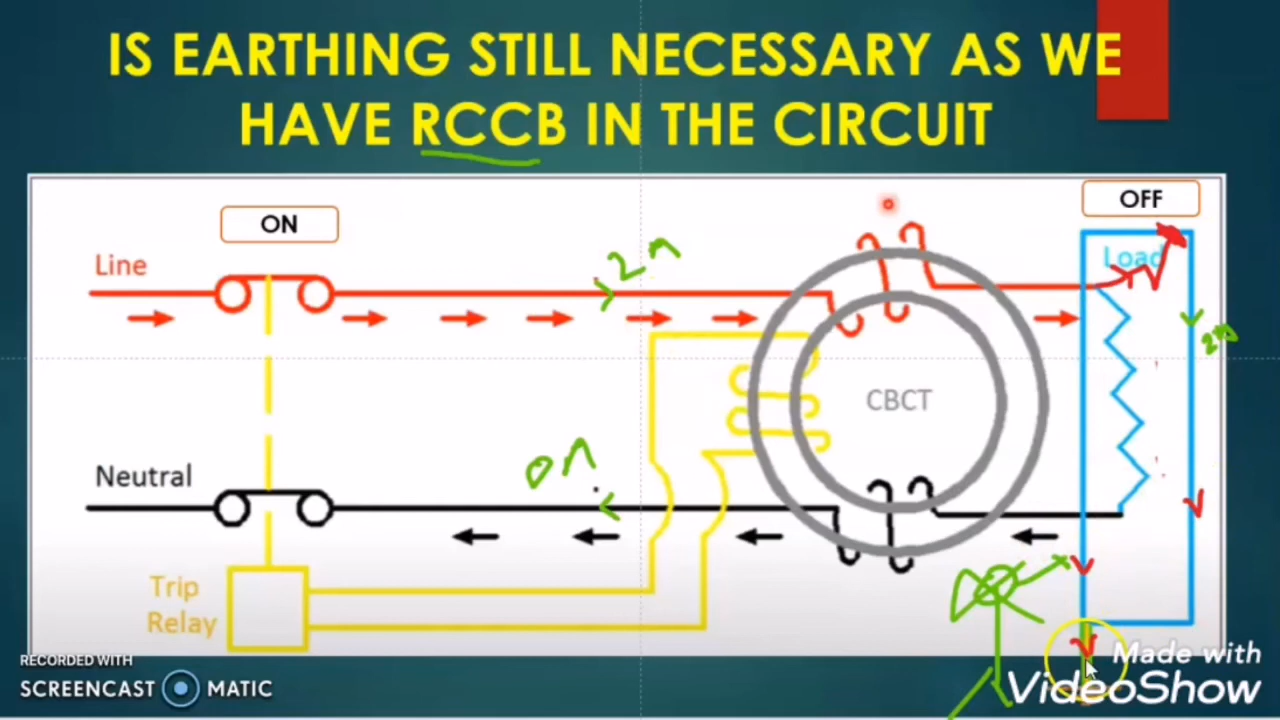 IS EARTHING STILL NECESSARY AS WE
HAVE RCCB IN THE CIRCUIT
ON
OFF
Line
Load
CBCT
Neutral
Trip
Relay
RECORDED WITH
SCREENCAST MATIC
Made with
VideoShow